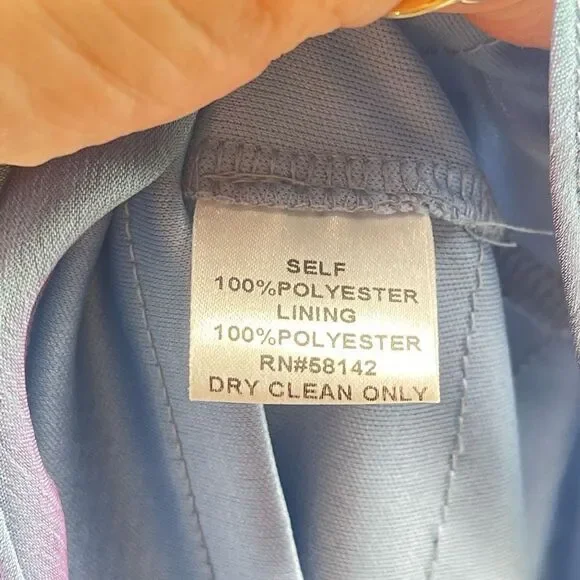 SELF
100%POLYESTER
LINING
100%POLYESTER
RN#58142
DRY CLEAN ONLY